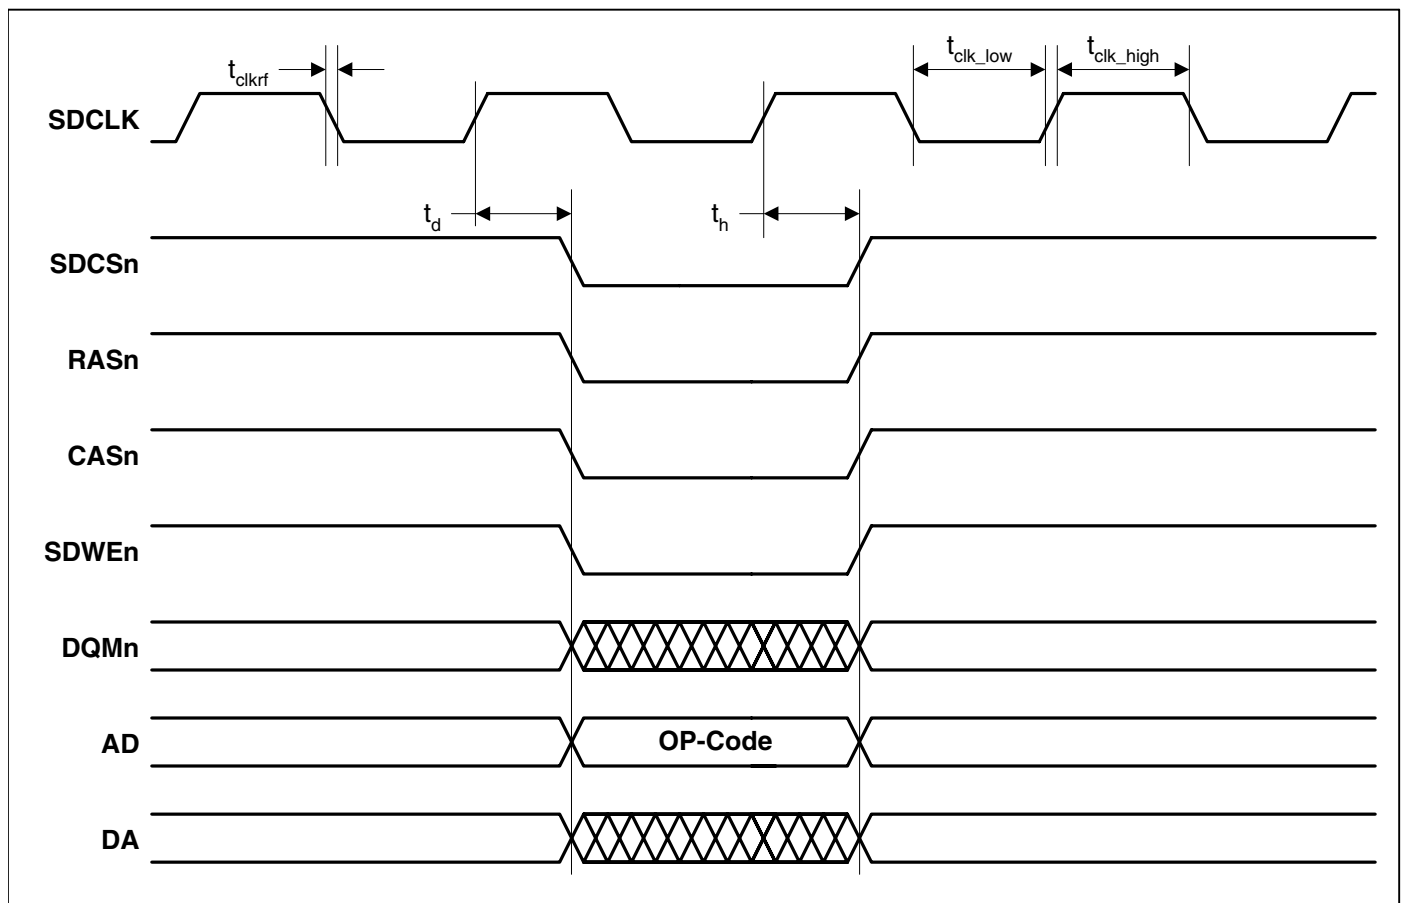 t_clkrf
t_clk_low
t_clk_high
SDCLK
t_d
t_h
SDCSn
RASn
CASn
SDWEn
DQMn
AD
OP-Code
DA